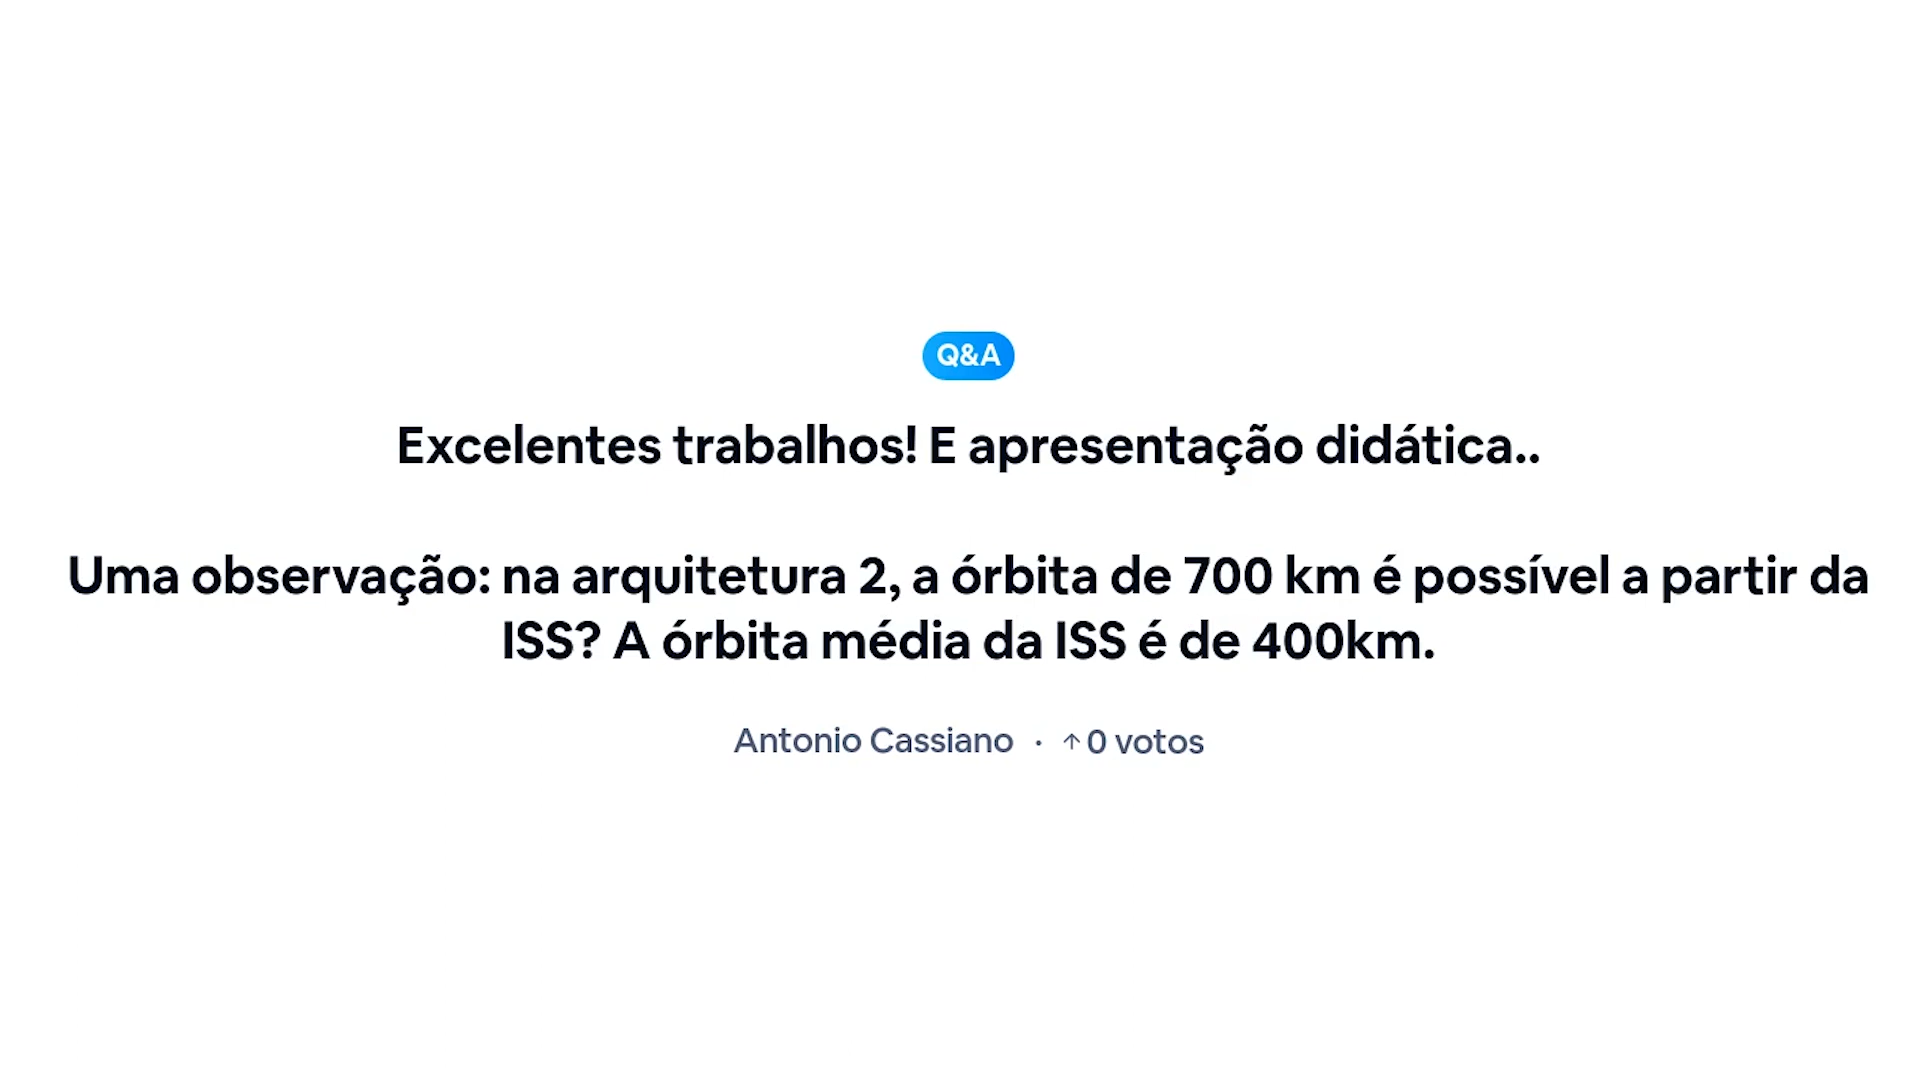 Q&A
Excelentes trabalhos! E apresentação didática..
Uma observação: na arquitetura 2, a órbita de 700 km é possível a partir da
ISS? A órbita média da ISS é de 400km.
Antonio Cassiano · ↑0 votos